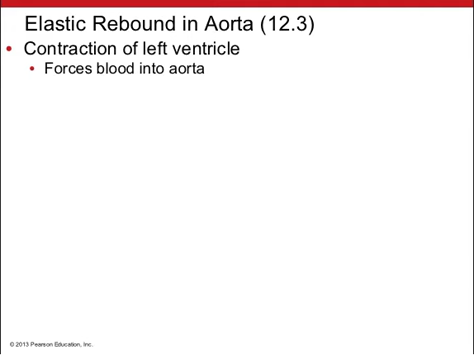 Elastic Rebound in Aorta (12.3)
• Contraction of left ventricle
• Forces blood into aorta
© 2013 Pearson Education, Inc.